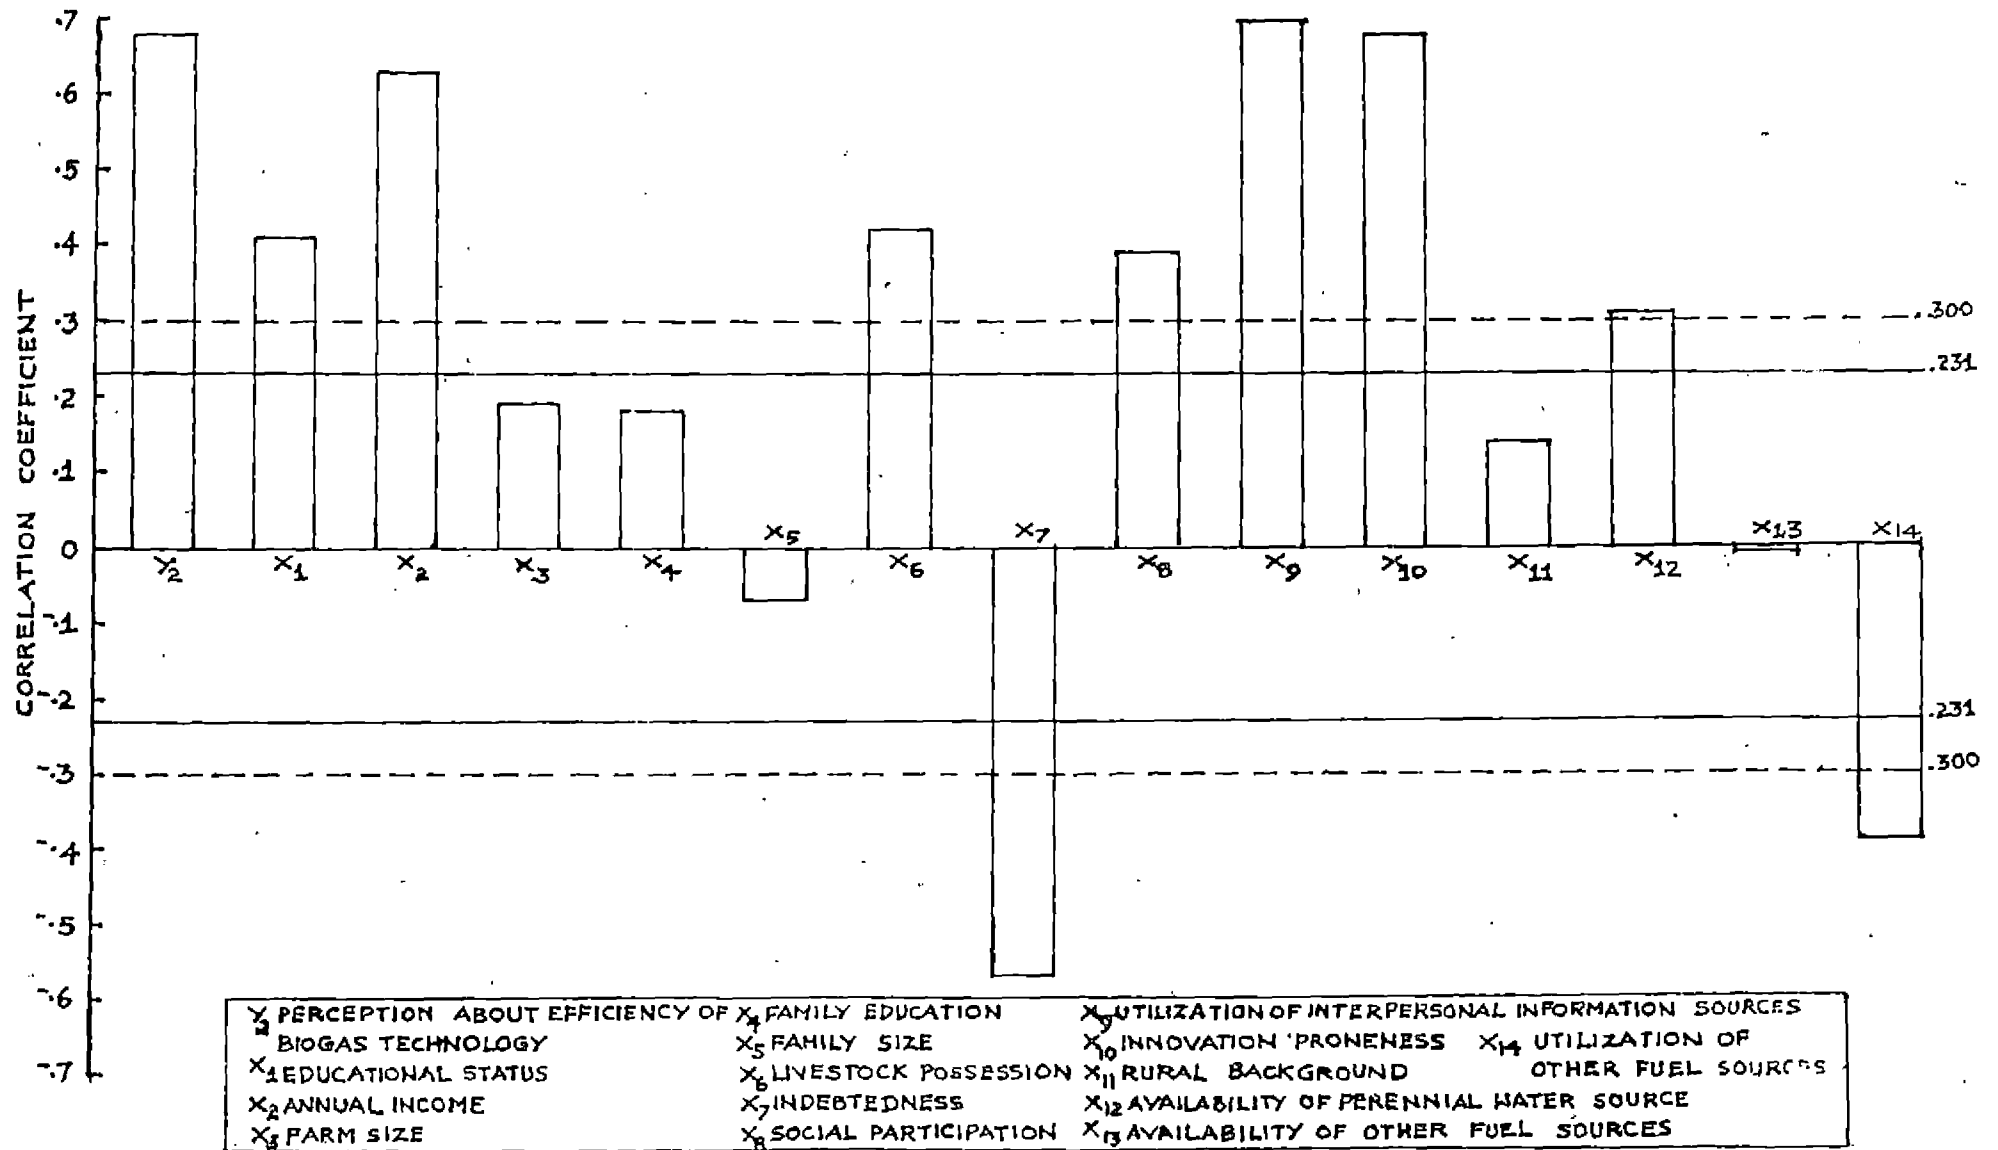 CORRELATION COEFFICIENT
.7
.6
.5
.4
.3
.2
.1
0
-.1
-.2
-.3
-.4
-.5
-.6
-.7
.300
.231
.231
.300
Y2 X1 X2 X3 X4 X5 X6 X7 X8 X9 X10 X11 X12 X13 X14
Y2 PERCEPTION ABOUT EFFICIENCY OF
BIOGAS TECHNOLOGY
X1 EDUCATIONAL STATUS
X2 ANNUAL INCOME
X3 FARM SIZE
X4 FAMILY EDUCATION
X5 FAMILY SIZE
X6 LIVESTOCK POSSESSION
X7 INDEBTEDNESS
X8 SOCIAL PARTICIPATION
X9 UTILIZATION OF INTERPERSONAL INFORMATION SOURCES
X10 INNOVATION PRONENESS
X11 RURAL BACKGROUND
X12 AVAILABILITY OF PERENNIAL WATER SOURCE
X13 AVAILABILITY OF OTHER FUEL SOURCES
X14 UTILIZATION OF
OTHER FUEL SOURCES